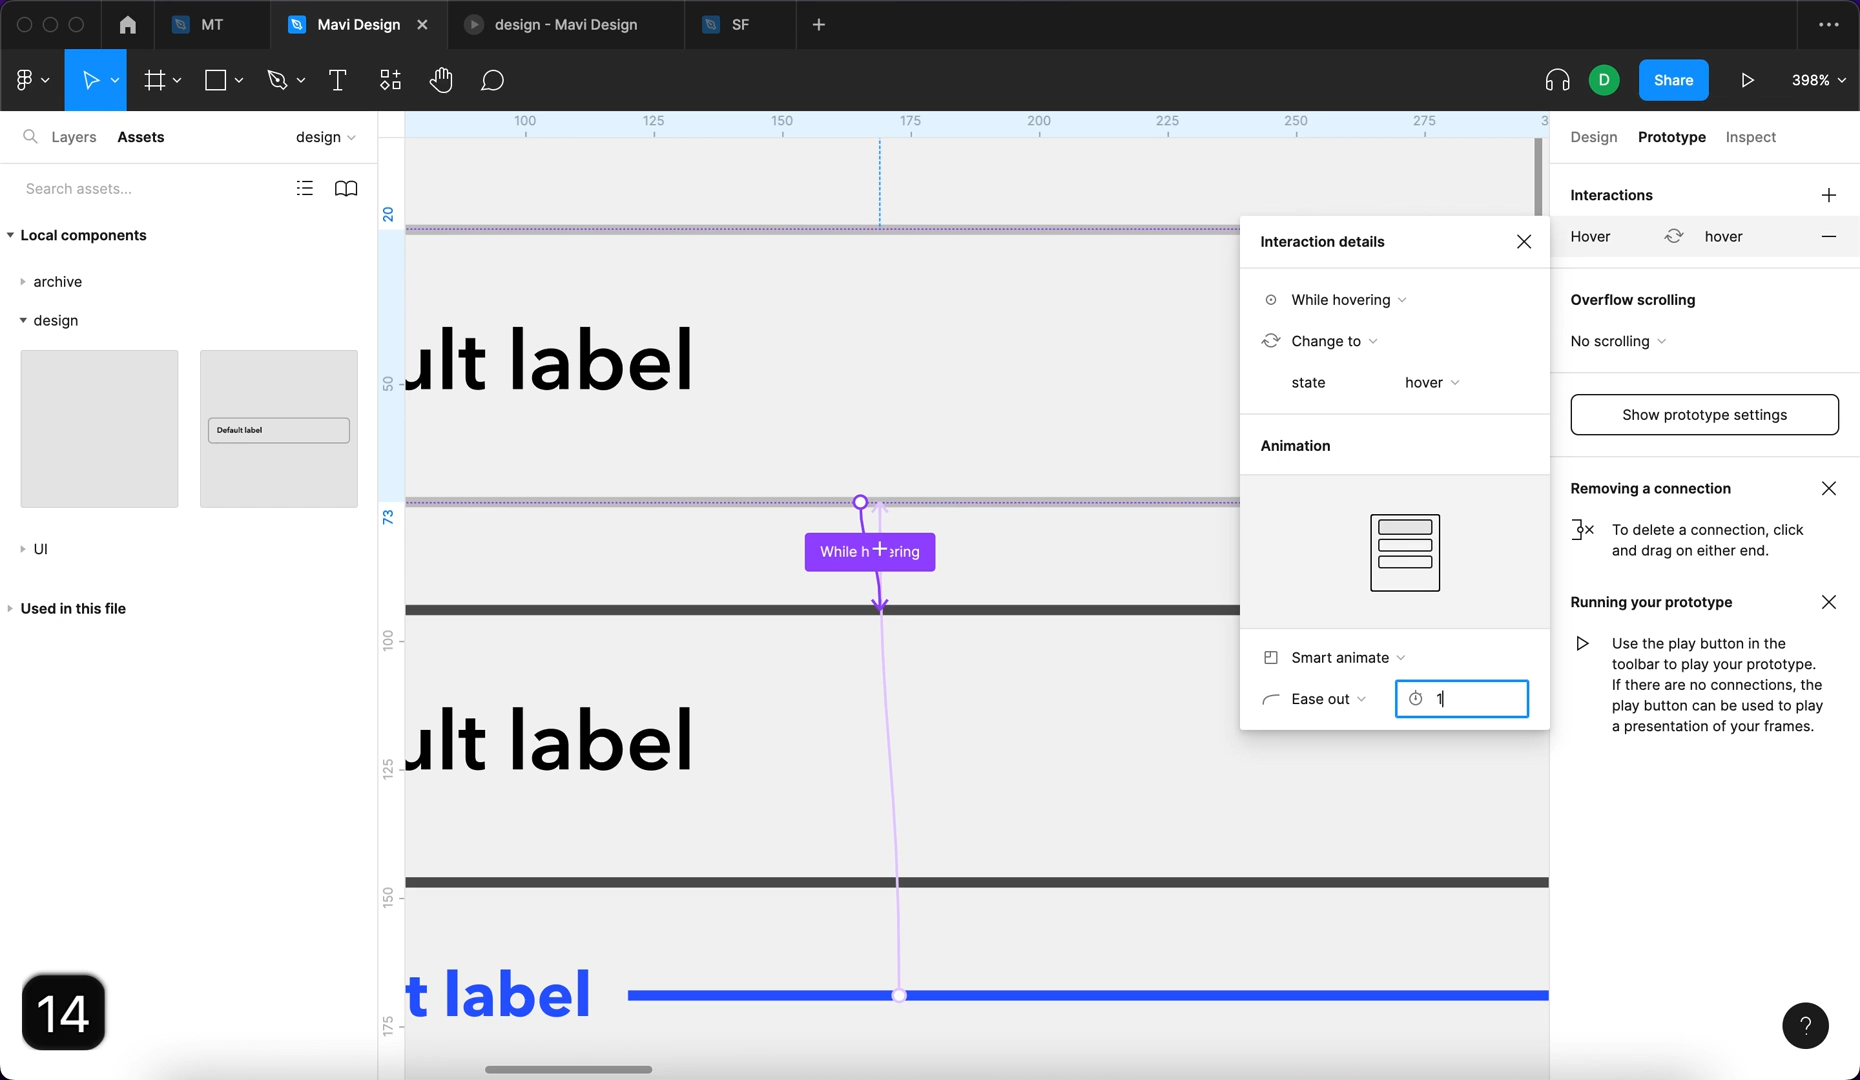 MT
Mavi Design
design - Mavi Design
SF
D
Share
398%
Layers
Assets
design
Search assets...
Local components
archive
design
Default label
UI
Used in this file
100
125
150
175
200
225
250
275
3
20
50
73
100
125
150
175
ult label
While h ering
ult label
t label
Interaction details
While hovering
Change to
state
hover
Animation
Smart animate
Ease out
1
Design
Prototype
Inspect
Interactions
Hover
hover
Overflow scrolling
No scrolling
Show prototype settings
Removing a connection
To delete a connection, click
and drag on either end.
Running your prototype
Use the play button in the
toolbar to play your prototype.
If there are no connections, the
play button can be used to play
a presentation of your frames.
14
?